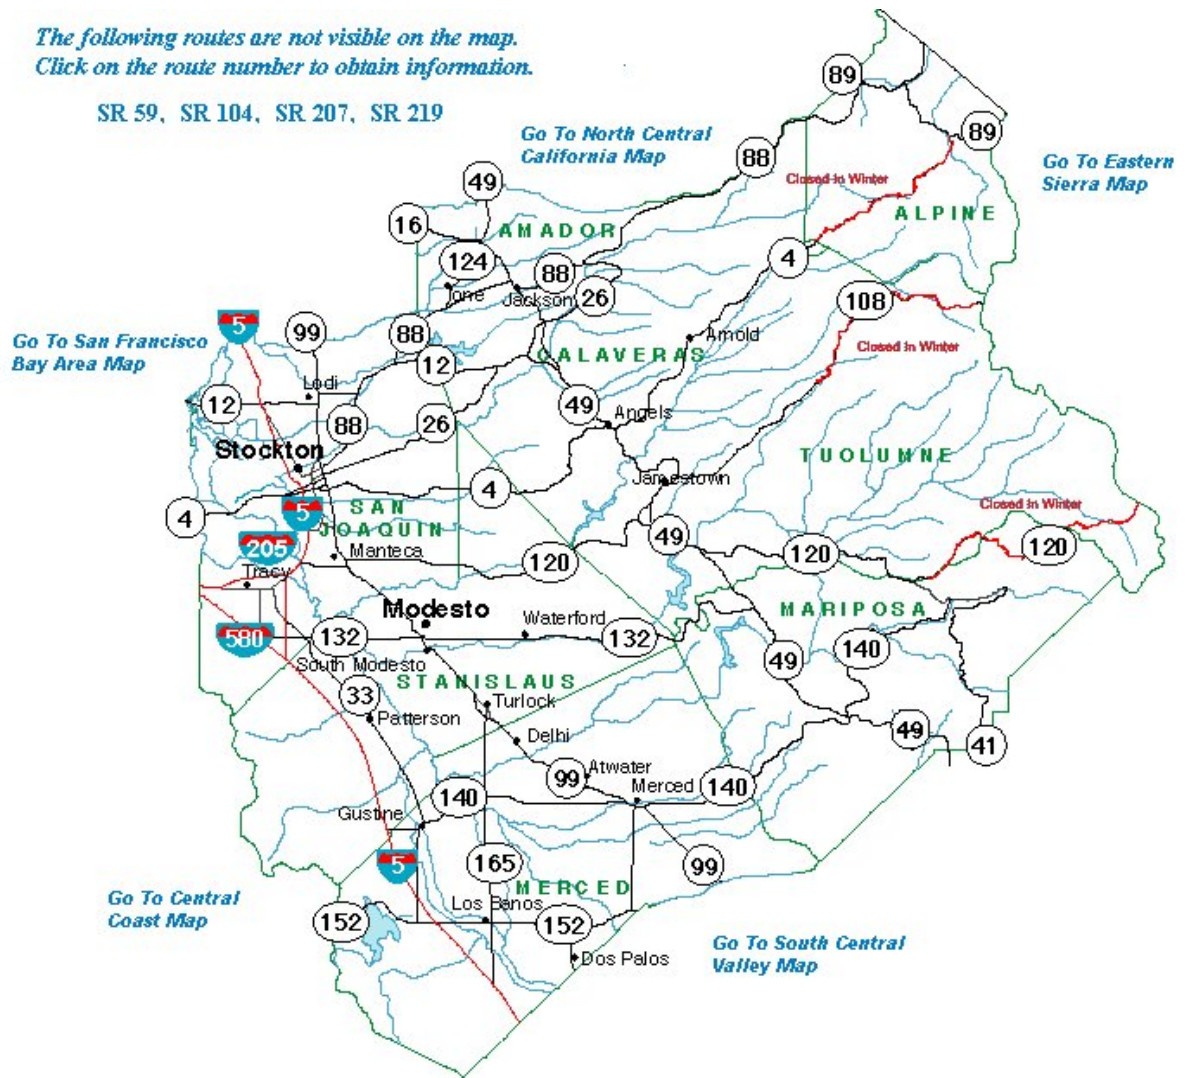 The following routes are not visible on the map.
Click on the route number to obtain information.
SR 59, SR 104, SR 207, SR 219
Go To North Central
California Map
Go To Eastern
Sierra Map
89
89
88
49
16
Closed in Winter
ALPINE
AMADOR
124
88
4
Ione
Jackson
26
108
5
99
88
Go To San Francisco
Bay Area Map
Arnold
CALAVERAS
Closed in Winter
12
Lodi
12
88
26
49
Angels
Stockton
TUOLUMNE
Jamestown
4
4
5
SAN
JOAQUIN
Closed in Winter
205
Manteca
49
120
120
120
Tracy
Modesto
MARIPOSA
580
132
Waterford
132
140
49
South Modesto
STANISLAUS
33
Turlock
Patterson
49
41
Delhi
99
Atwater
Merced
140
140
Gustine
5
165
99
MERCED
Go To Central
Coast Map
Los Banos
152
152
Go To South Central
Valley Map
Dos Palos